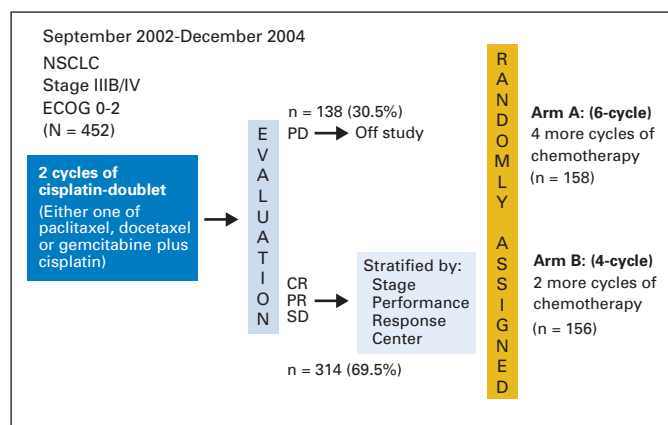 September 2002-December 2004
NSCLC
Stage IIIB/IV
ECOG 0-2
(N = 452)
2 cycles of
cisplatin-doublet
(Either one of
paclitaxel, docetaxel
or gemcitabine plus
cisplatin)
EVALUATION
n = 138 (30.5%)
PD
Off study
CR
PR
SD
n = 314 (69.5%)
Stratified by:
Stage
Performance
Response
Center
RANDOMLY ASSIGNED
Arm A: (6-cycle)
4 more cycles of
chemotherapy
(n = 158)
Arm B: (4-cycle)
2 more cycles of
chemotherapy
(n = 156)